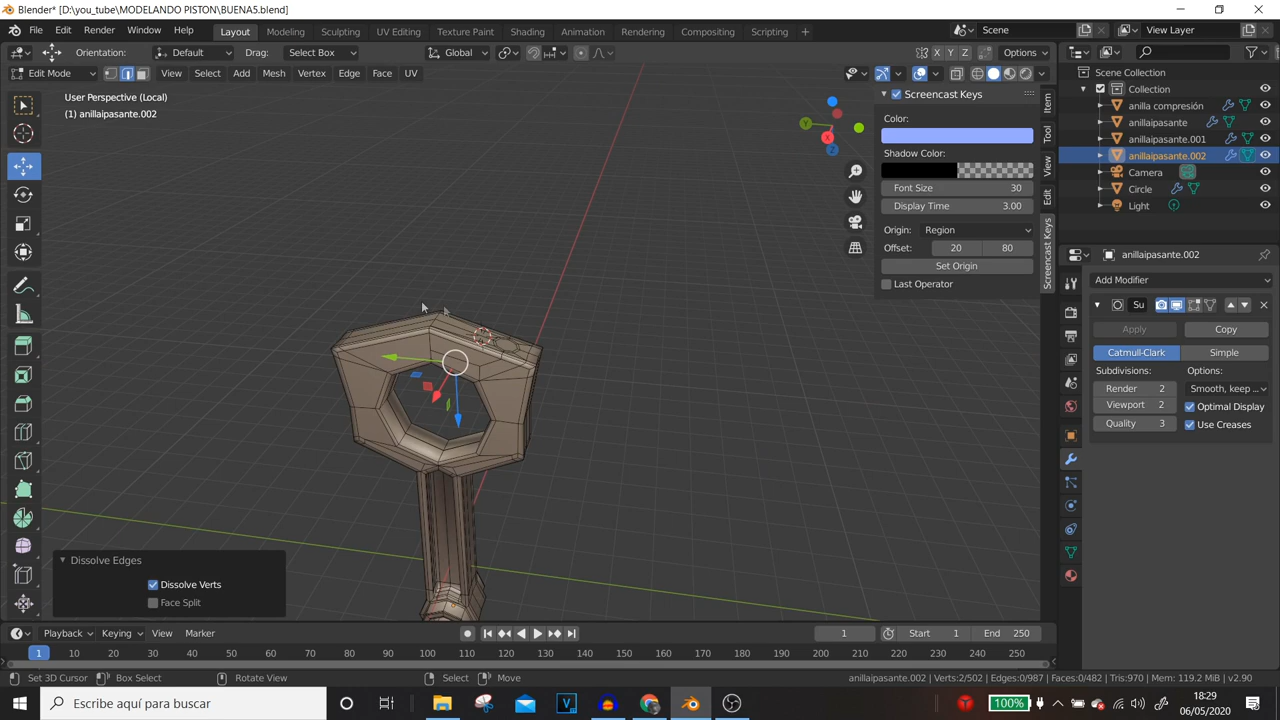 Blender* [D:\you_tube\MODELANDO PISTON\BUENA5.blend]
File Edit Render Window Help Layout Modeling Sculpting UV Editing Texture Paint Shading Animation Rendering Compositing Scripting + Scene View Layer
Orientation: Default Drag: Select Box Global X Y Z Options
Edit Mode View Select Add Mesh Vertex Edge Face UV
User Perspective (Local)
(1) anillaipasante.002
Dissolve Edges
Dissolve Verts
Face Split
Screencast Keys
Color:
Shadow Color:
Font Size 30
Display Time 3.00
Origin: Region
Offset: 20 80
Set Origin
Last Operator
Item
Tool
View
Edit
Screencast Keys
Y
X
Z
Scene Collection
Collection
anilla compresión
anillaipasante
anillaipasante.001
anillaipasante.002
Camera
Circle
Light
anillaipasante.002
Add Modifier
Su
Apply Copy
Catmull-Clark Simple
Subdivisions: Options:
Render 2 Smooth, keep ...
Viewport 2 Optimal Display
Quality 3 Use Creases
Playback Keying View Marker 1 Start 1 End 250
1 10 20 30 40 50 60 70 80 90 100 110 120 130 140 150 160 170 180 190 200 210 220 230 240 250
Set 3D Cursor Box Select Rotate View Select Move anillaipasante.002 | Verts:2/502 | Edges:0/987 | Faces:0/482 | Tris:970 | Mem: 119.2 MiB | v2.90
Escribe aquí para buscar
100%
18:29
06/05/2020